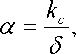 α = k_c / δ,